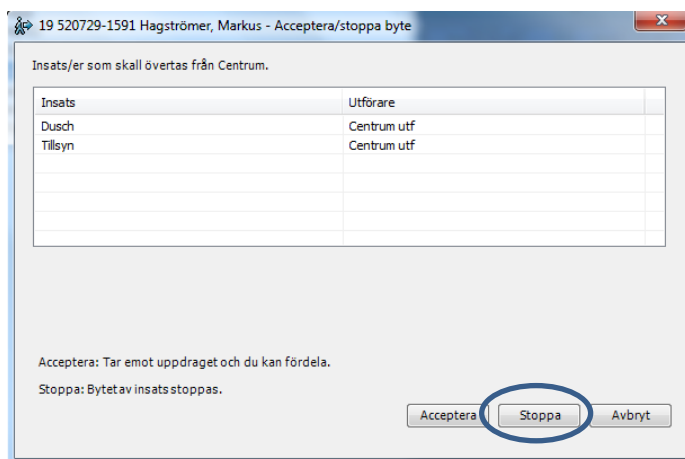 19 520729-1591 Hagströmer, Markus - Acceptera/stoppa byte
Insats/er som skall övertas från Centrum.
Insats Utförare
Dusch Centrum utf
Tillsyn Centrum utf
Acceptera: Tar emot uppdraget och du kan fördela.
Stoppa: Bytet av insats stoppas.
Acceptera Stoppa Avbryt